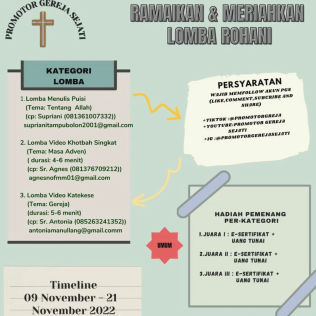 PROMOTOR GEREJA SEJATI
RAMAIKAN & MERIAHKAN
LOMBA ROHANI
KATEGORI
LOMBA
1. Lomba Menulis Puisi
(Tema: Tentang Allah)
(cp: Supriani (081361007332))
suprianitampubolon2001@gmail.com
2. Lomba Video Khotbah Singkat
(Tema: Masa Adven)
( durasi: 4-6 menit)
(cp: Sr. Agnes (081376709212))
agnesnofmm01@gmail.com
3. Lomba Video Katekese
(Tema: Gereja)
(durasi: 5-6 menit)
(cp: Sr. Antonia (085263241352))
antoniamanullang@gmail.comm
PERSYARATAN
WAJIB MEMFOLLOW AKUN PGS
(LIKE,COMMENT,SUBCRIBE AND
SHARE)
•TIKTOK :@PROMOTORGEREJA
•YOUTUBE:PROMOTOR GEREJA
SEJATI
•IG :@PROMOTORGEREJASEJATI
UMUM
HADIAH PEMENANG
PER-KATEGORI
1.JUARA I : E-SERTIFIKAT +
UANG TUNAI
2.JUARA II : E-SERTIFIKAT +
UANG TUNAI
3.JUARA III : E-SERTIFIKAT +
UANG TUNAI
Timeline
09 November - 21
November 2022